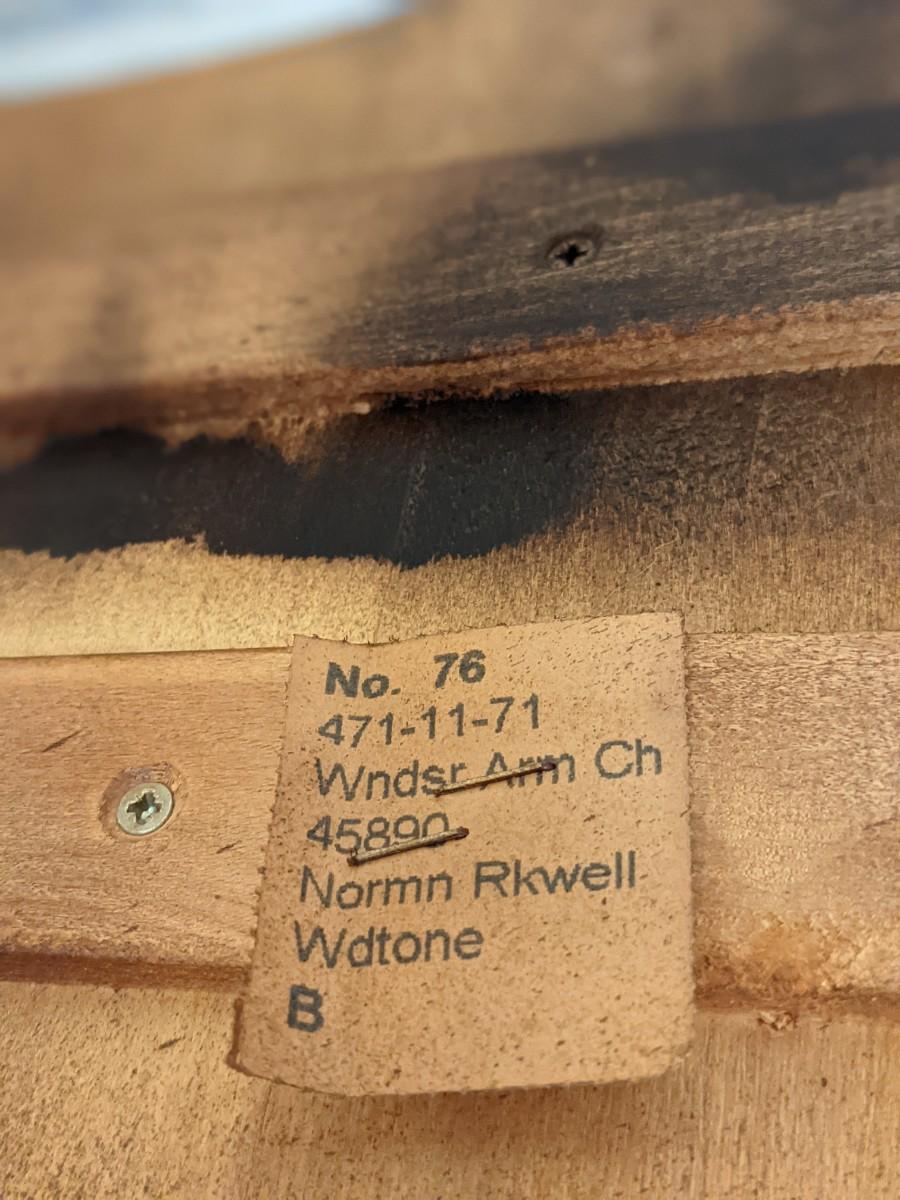 No. 76
471-11-71
Wndsr Arm Ch
45890
Normn Rkwell
Wdtone
B